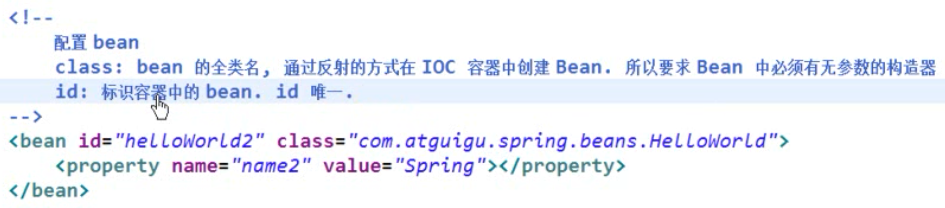 <!--
配置 bean
class: bean 的全类名, 通过反射的方式在 IOC 容器中创建 Bean. 所以要求 Bean 中必须有无参数的构造器
id: 标识容器中的 bean. id 唯一.
-->
<bean id="helloWorld2" class="com.atguigu.spring.beans.HelloWorld">
<property name="name2" value="Spring"></property>
</bean>